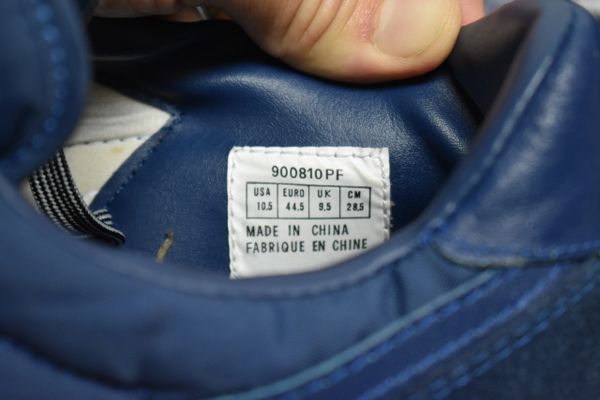 900810PF
USA EURO UK CM
10,5 44,5 9,5 28,5
MADE IN CHINA
FABRIQUE EN CHINE